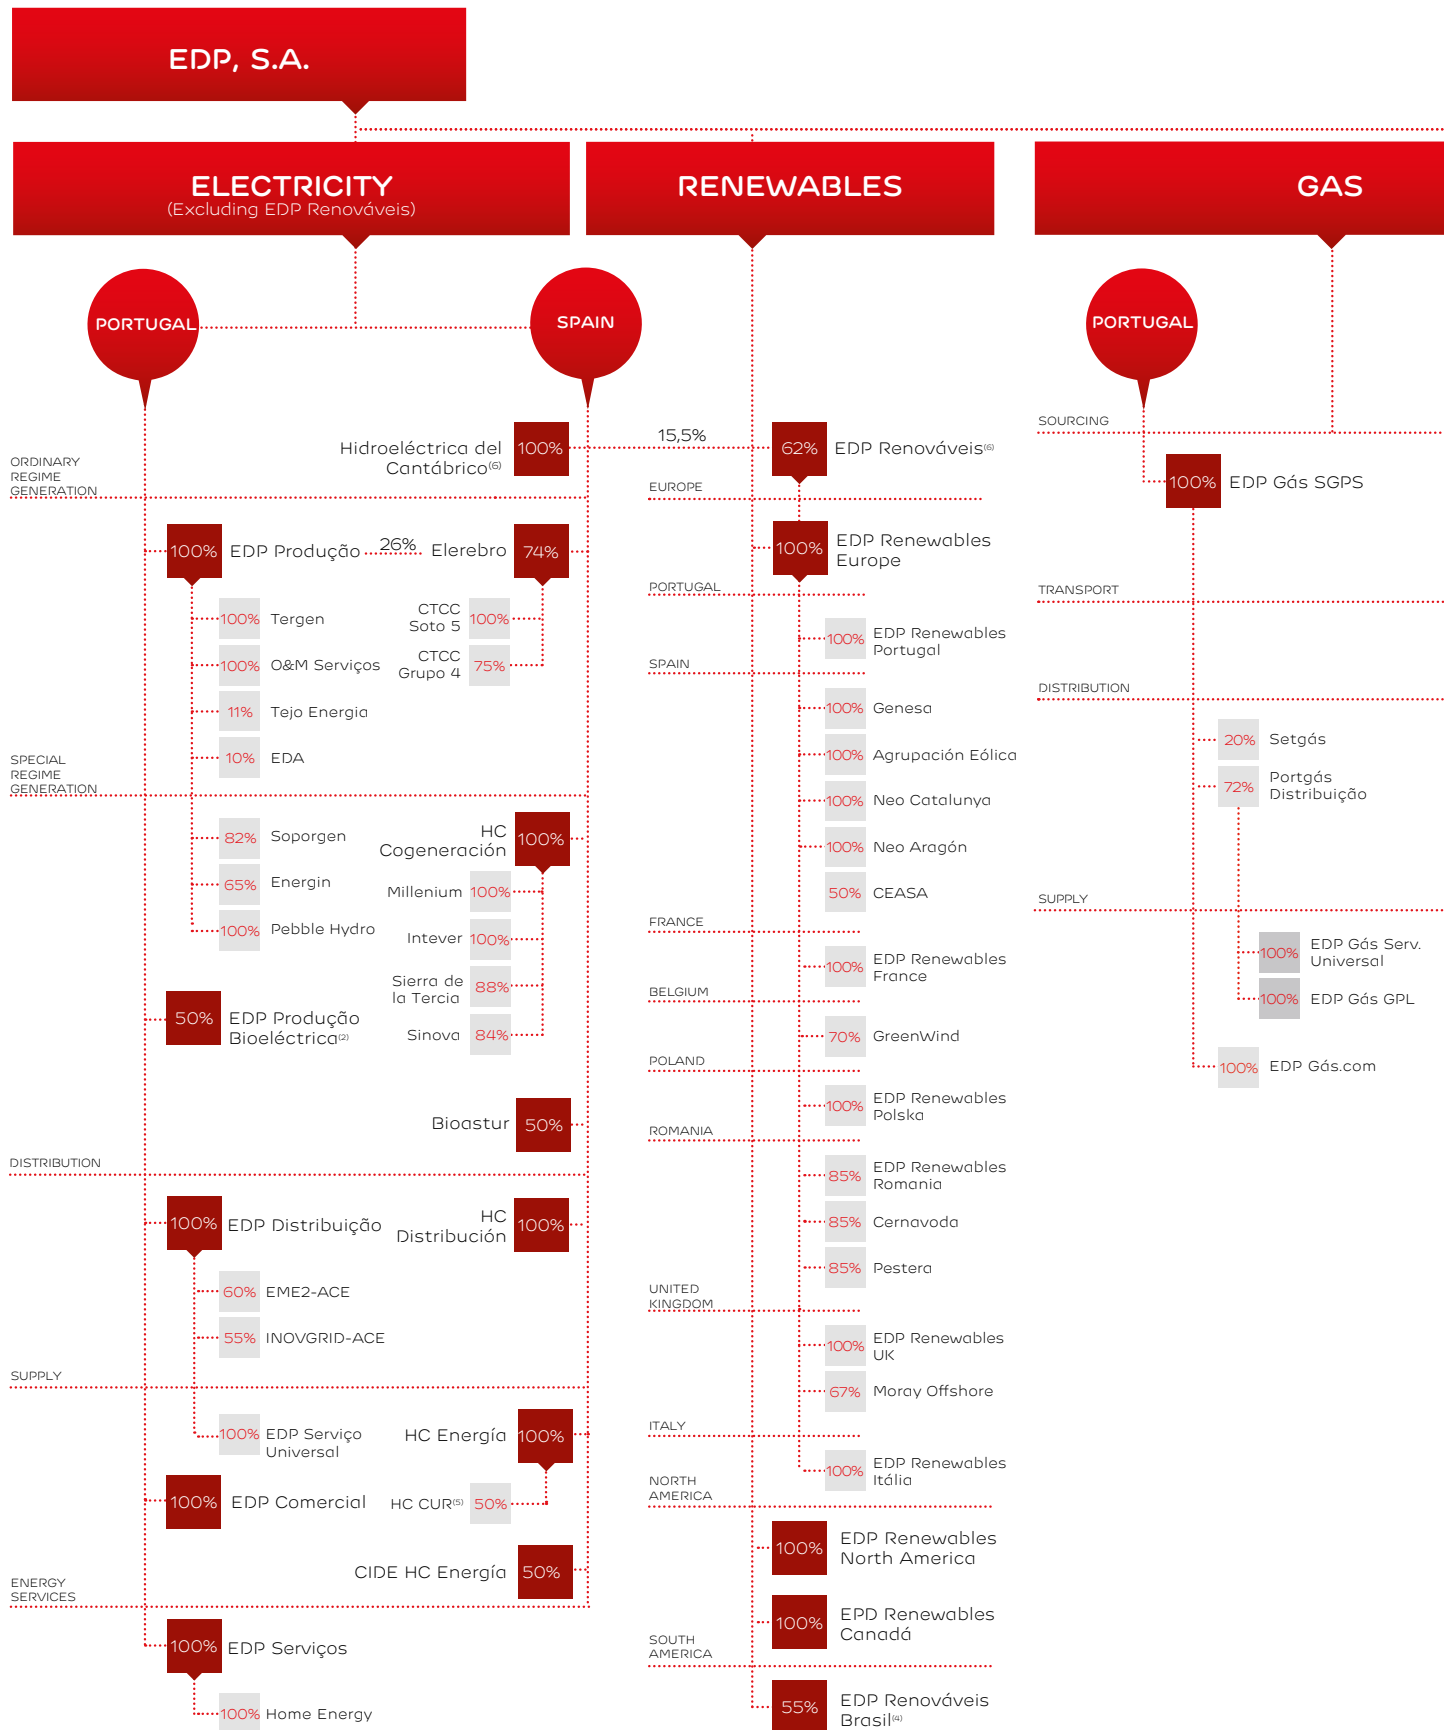 EDP, S.A.
ELECTRICITY
(Excluding EDP Renováveis)
PORTUGAL
SPAIN
Hidroeléctrica del
Cantábrico(6)
100%
15,5%
ORDINARY
REGIME
GENERATION
100%
EDP Produção
26%
Elerebro
74%
100%
Tergen
100%
O&M Serviços
11%
Tejo Energia
10%
EDA
CTCC
Soto 5
100%
CTCC
Grupo 4
75%
SPECIAL
REGIME
GENERATION
82%
Soporgen
65%
Energin
100%
Pebble Hydro
50%
EDP Produção
Bioeléctrica(2)
HC
Cogeneración
100%
Millenium
100%
Intever
100%
Sierra de
la Tercia
88%
Sinova
84%
Bioastur
50%
DISTRIBUTION
100%
EDP Distribuição
60%
EME2-ACE
55%
INOVGRID-ACE
HC
Distribución
100%
SUPPLY
100%
EDP Serviço
Universal
100%
EDP Comercial
HC Energía
100%
HC CUR(5)
50%
CIDE HC Energía
50%
ENERGY
SERVICES
100%
EDP Serviços
100%
Home Energy
RENEWABLES
62%
EDP Renováveis(6)
EUROPE
100%
EDP Renewables
Europe
PORTUGAL
100%
EDP Renewables
Portugal
SPAIN
100%
Genesa
100%
Agrupación Eólica
100%
Neo Catalunya
100%
Neo Aragón
50%
CEASA
FRANCE
100%
EDP Renewables
France
BELGIUM
70%
GreenWind
POLAND
100%
EDP Renewables
Polska
ROMANIA
85%
EDP Renewables
Romania
85%
Cernavoda
85%
Pestera
UNITED
KINGDOM
100%
EDP Renewables
UK
67%
Moray Offshore
ITALY
100%
EDP Renewables
Itália
NORTH
AMERICA
100%
EDP Renewables
North America
100%
EPD Renewables
Canadá
SOUTH
AMERICA
55%
EDP Renováveis
Brasil(4)
GAS
PORTUGAL
SOURCING
100%
EDP Gás SGPS
TRANSPORT
DISTRIBUTION
20%
Setgás
72%
Portgás
Distribuição
SUPPLY
100%
EDP Gás Serv.
Universal
100%
EDP Gás GPL
100%
EDP Gás.com